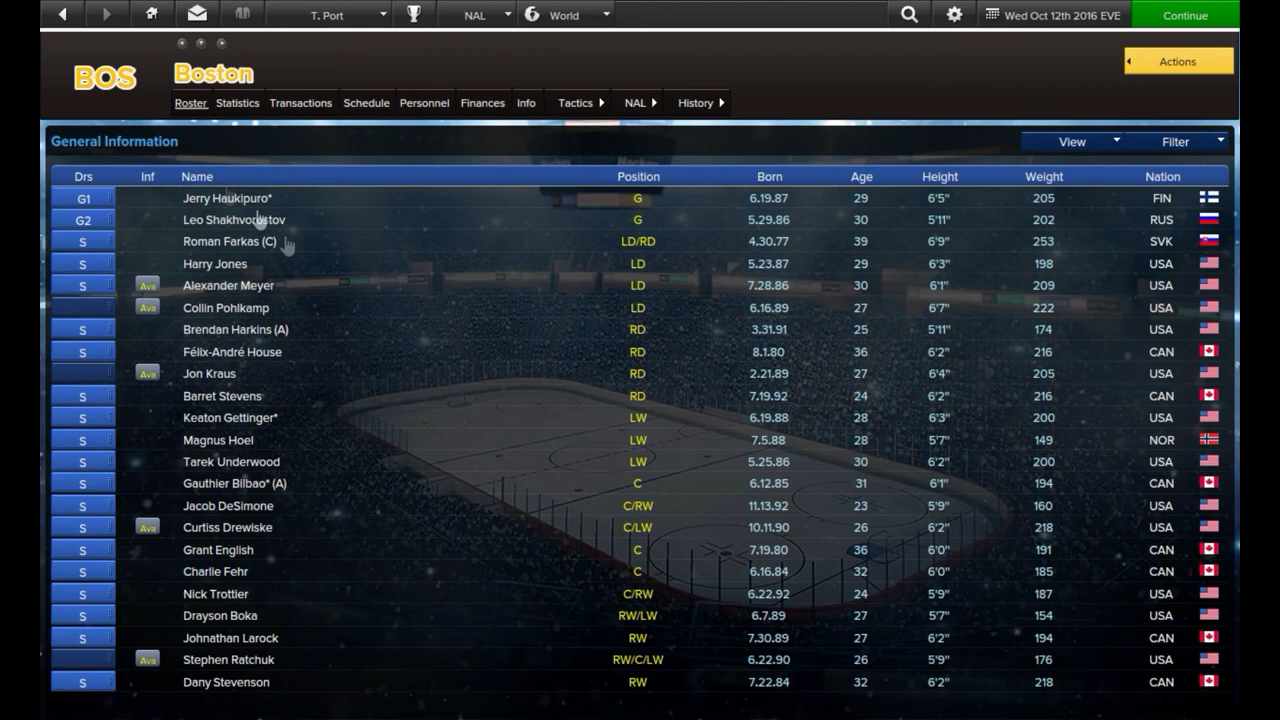 T. Port NAL World Wed Oct 12th 2016 EVE Continue
BOS Boston Actions
Roster Statistics Transactions Schedule Personnel Finances Info Tactics NAL History
General Information View Filter
Drs Inf Name Position Born Age Height Weight Nation
G1 Jerry Haukipuro* G 6.19.87 29 6'5" 205 FIN
G2 Leo Shakhvorostov G 5.29.86 30 5'11" 202 RUS
S Roman Farkas (C) LD/RD 4.30.77 39 6'9" 253 SVK
S Harry Jones LD 5.23.87 29 6'3" 198 USA
S Ava Alexander Meyer LD 7.28.86 30 6'1" 209 USA
Ava Collin Pohlkamp LD 6.16.89 27 6'7" 222 USA
S Brendan Harkins (A) RD 3.31.91 25 5'11" 174 USA
S Félix-André House RD 8.1.80 36 6'2" 216 CAN
Ava Jon Kraus RD 2.21.89 27 6'4" 205 USA
S Barret Stevens RD 7.19.92 24 6'2" 216 CAN
S Keaton Gettinger* LW 6.19.88 28 6'3" 200 USA
S Magnus Hoel LW 7.5.88 28 5'7" 149 NOR
S Tarek Underwood LW 5.25.86 30 6'2" 200 USA
S Gauthier Bilbao* (A) C 6.12.85 31 6'1" 194 CAN
S Jacob DeSimone C/RW 11.13.92 23 5'9" 160 USA
S Ava Curtiss Drewiske C/LW 10.11.90 26 6'2" 218 USA
S Grant English C 7.19.80 36 6'0" 191 CAN
S Charlie Fehr C 6.16.84 32 6'0" 185 CAN
S Nick Trottier C/RW 6.22.92 24 5'9" 187 USA
S Drayson Boka RW/LW 6.7.89 27 5'7" 154 USA
S Johnathan Larock RW 7.30.89 27 6'2" 194 CAN
Ava Stephen Ratchuk RW/C/LW 6.22.90 26 5'9" 176 USA
S Dany Stevenson RW 7.22.84 32 6'2" 218 CAN